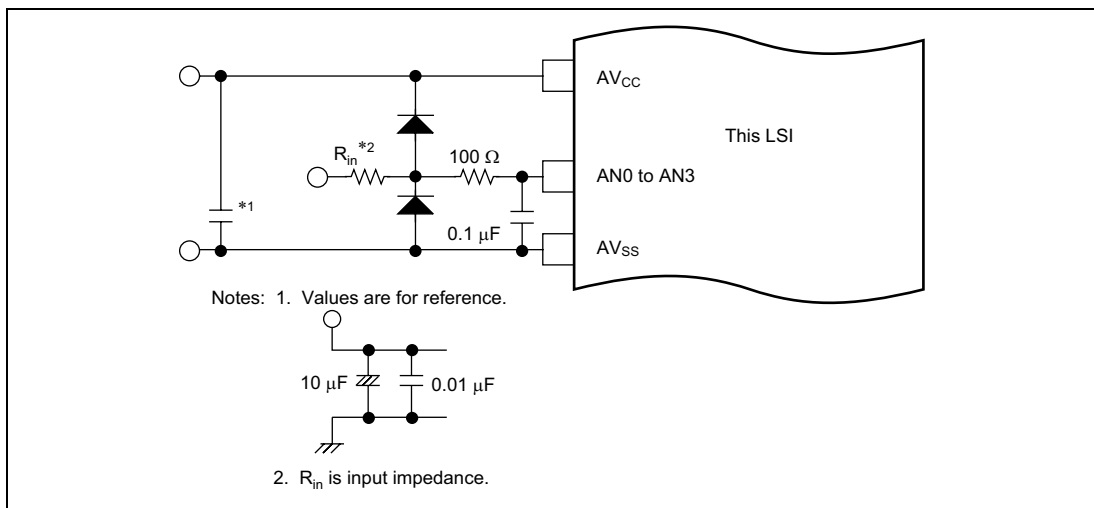 AVCC
This LSI
Rin*2
100 Ω
AN0 to AN3
*1
0.1 μF
AVSS
Notes: 1. Values are for reference.
10 μF
0.01 μF
2. Rin is input impedance.